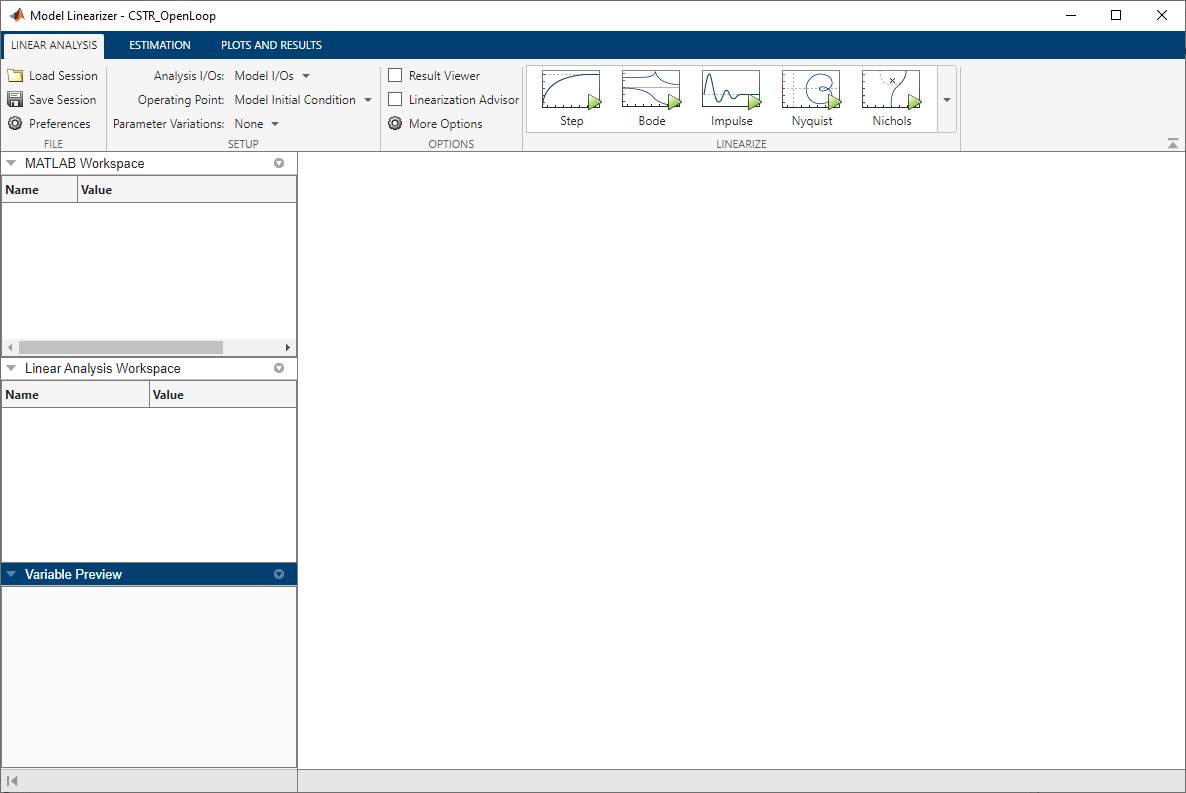 Model Linearizer - CSTR_OpenLoop
LINEAR ANALYSIS
ESTIMATION
PLOTS AND RESULTS
Load Session
Save Session
Preferences
FILE
Analysis I/Os: Model I/Os
Operating Point: Model Initial Condition
Parameter Variations: None
SETUP
Result Viewer
Linearization Advisor
More Options
OPTIONS
Step
Bode
Impulse
Nyquist
Nichols
LINEARIZE
MATLAB Workspace
Name Value
Linear Analysis Workspace
Name Value
Variable Preview